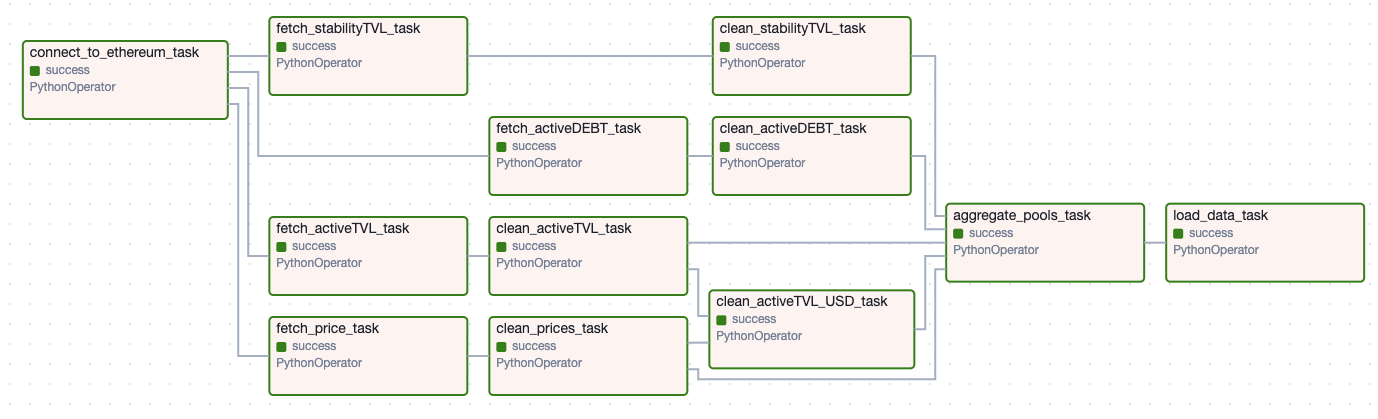 connect_to_ethereum_task
success
PythonOperator
fetch_stabilityTVL_task
success
PythonOperator
clean_stabilityTVL_task
success
PythonOperator
fetch_activeDEBT_task
success
PythonOperator
clean_activeDEBT_task
success
PythonOperator
fetch_activeTVL_task
success
PythonOperator
clean_activeTVL_task
success
PythonOperator
fetch_price_task
success
PythonOperator
clean_prices_task
success
PythonOperator
clean_activeTVL_USD_task
success
PythonOperator
aggregate_pools_task
success
PythonOperator
load_data_task
success
PythonOperator